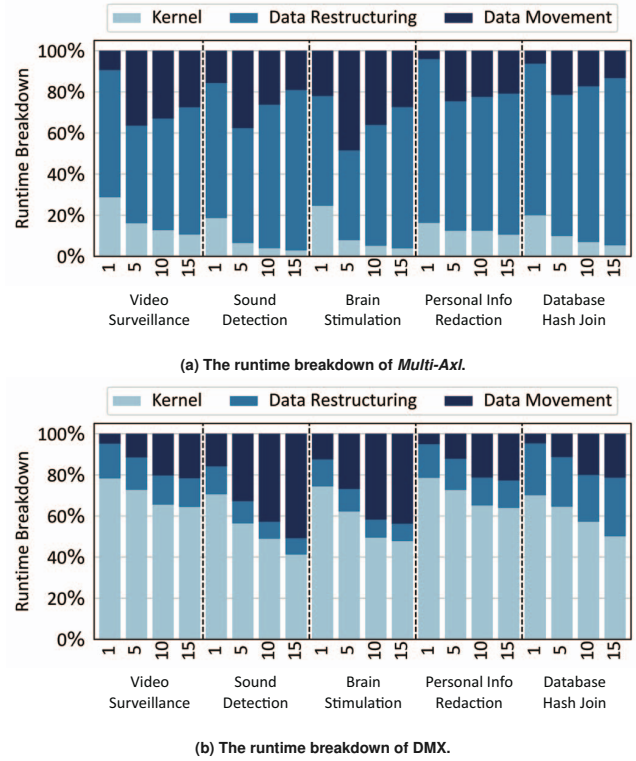 Kernel Data Restructuring Data Movement
Runtime Breakdown
100%
80%
60%
40%
20%
0%
1 5 10 15 1 5 10 15 1 5 10 15 1 5 10 15 1 5 10 15
Video Sound Brain Personal Info Database
Surveillance Detection Stimulation Redaction Hash Join
(a) The runtime breakdown of Multi-Axl.
Kernel Data Restructuring Data Movement
Runtime Breakdown
100%
80%
60%
40%
20%
0%
1 5 10 15 1 5 10 15 1 5 10 15 1 5 10 15 1 5 10 15
Video Sound Brain Personal Info Database
Surveillance Detection Stimulation Redaction Hash Join
(b) The runtime breakdown of DMX.